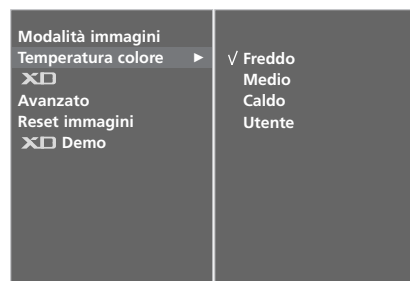 Modalità immagini
Temperatura colore ►
XD
Avanzato
Reset immagini
XD Demo
√ Freddo
Medio
Caldo
Utente